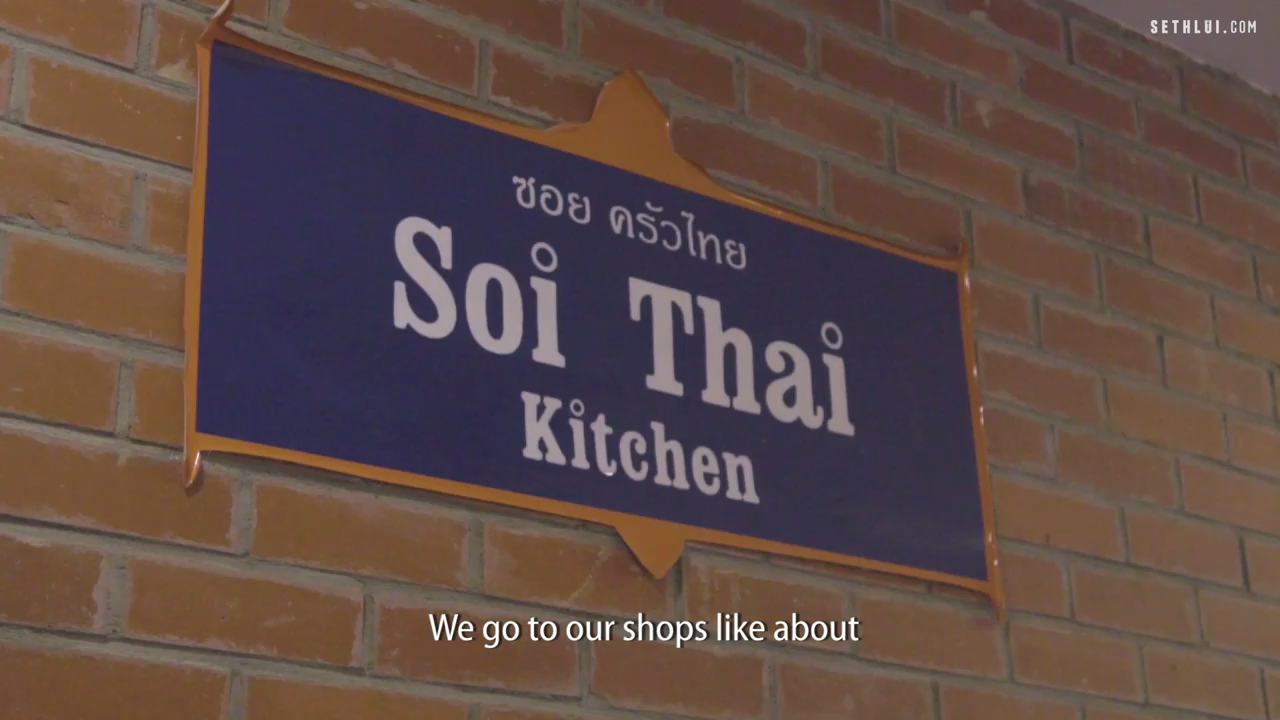 SETHLUI.COM
ซอย ครัวไทย
Soi Thai
Kitchen
We go to our shops like about